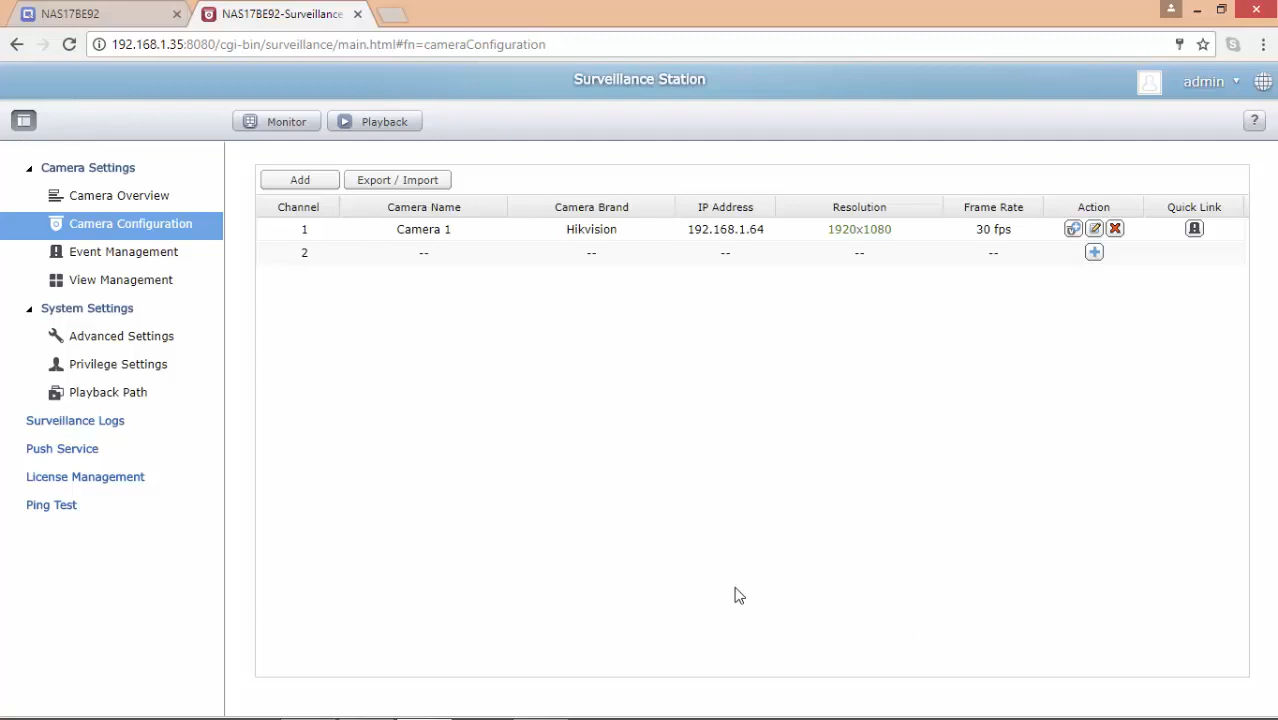 NAS17BE92
NAS17BE92-Surveillance
192.168.1.35:8080/cgi-bin/surveillance/main.html#fn=cameraConfiguration
Surveillance Station
admin
Monitor
Playback
?
Camera Settings
Camera Overview
Camera Configuration
Event Management
View Management
System Settings
Advanced Settings
Privilege Settings
Playback Path
Surveillance Logs
Push Service
License Management
Ping Test
Add Export / Import
Channel Camera Name Camera Brand IP Address Resolution Frame Rate Action Quick Link
1 Camera 1 Hikvision 192.168.1.64 1920x1080 30 fps
2 -- -- -- -- --